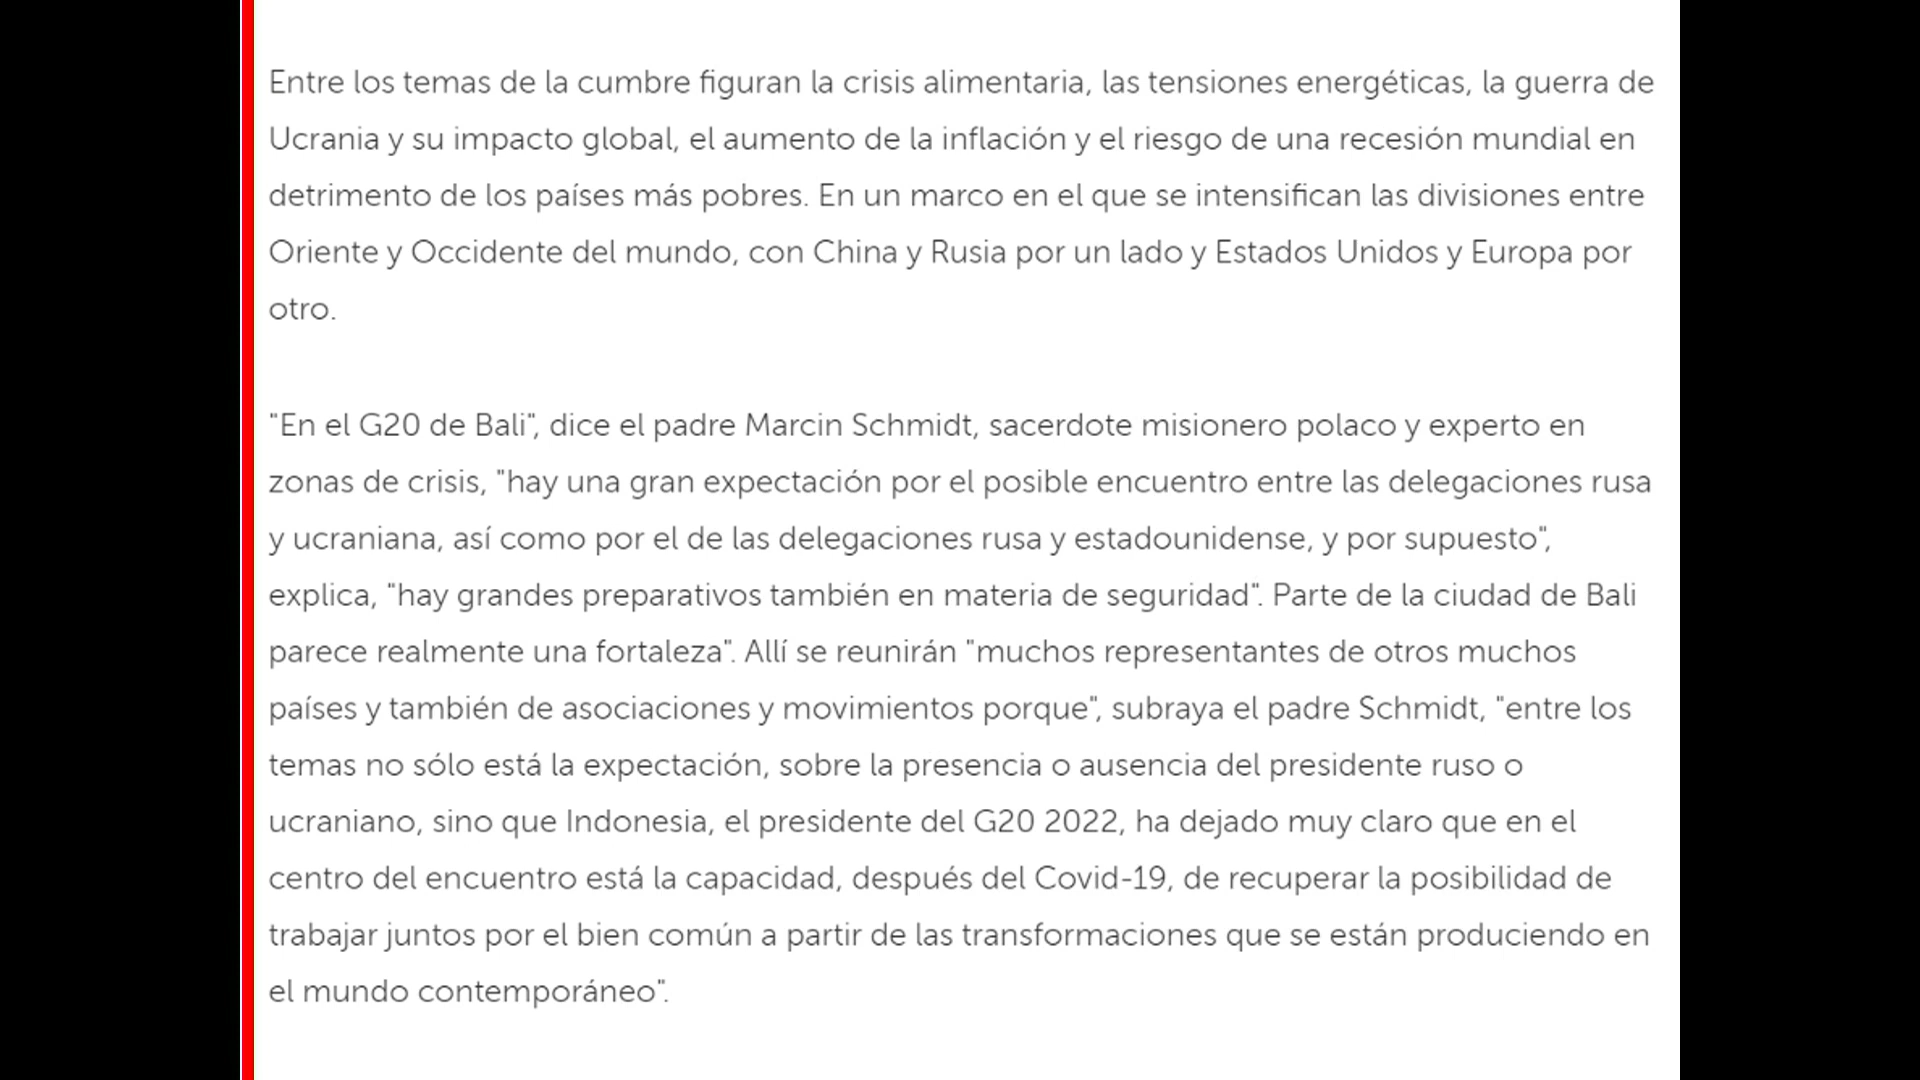 Entre los temas de la cumbre figuran la crisis alimentaria, las tensiones energéticas, la guerra de
Ucrania y su impacto global, el aumento de la inflación y el riesgo de una recesión mundial en
detrimento de los países más pobres. En un marco en el que se intensifican las divisiones entre
Oriente y Occidente del mundo, con China y Rusia por un lado y Estados Unidos y Europa por
otro.
"En el G20 de Bali", dice el padre Marcin Schmidt, sacerdote misionero polaco y experto en
zonas de crisis, "hay una gran expectación por el posible encuentro entre las delegaciones rusa
y ucraniana, así como por el de las delegaciones rusa y estadounidense, y por supuesto",
explica, "hay grandes preparativos también en materia de seguridad". Parte de la ciudad de Bali
parece realmente una fortaleza". Allí se reunirán "muchos representantes de otros muchos
países y también de asociaciones y movimientos porque", subraya el padre Schmidt, "entre los
temas no sólo está la expectación, sobre la presencia o ausencia del presidente ruso o
ucraniano, sino que Indonesia, el presidente del G20 2022, ha dejado muy claro que en el
centro del encuentro está la capacidad, después del Covid-19, de recuperar la posibilidad de
trabajar juntos por el bien común a partir de las transformaciones que se están produciendo en
el mundo contemporáneo".